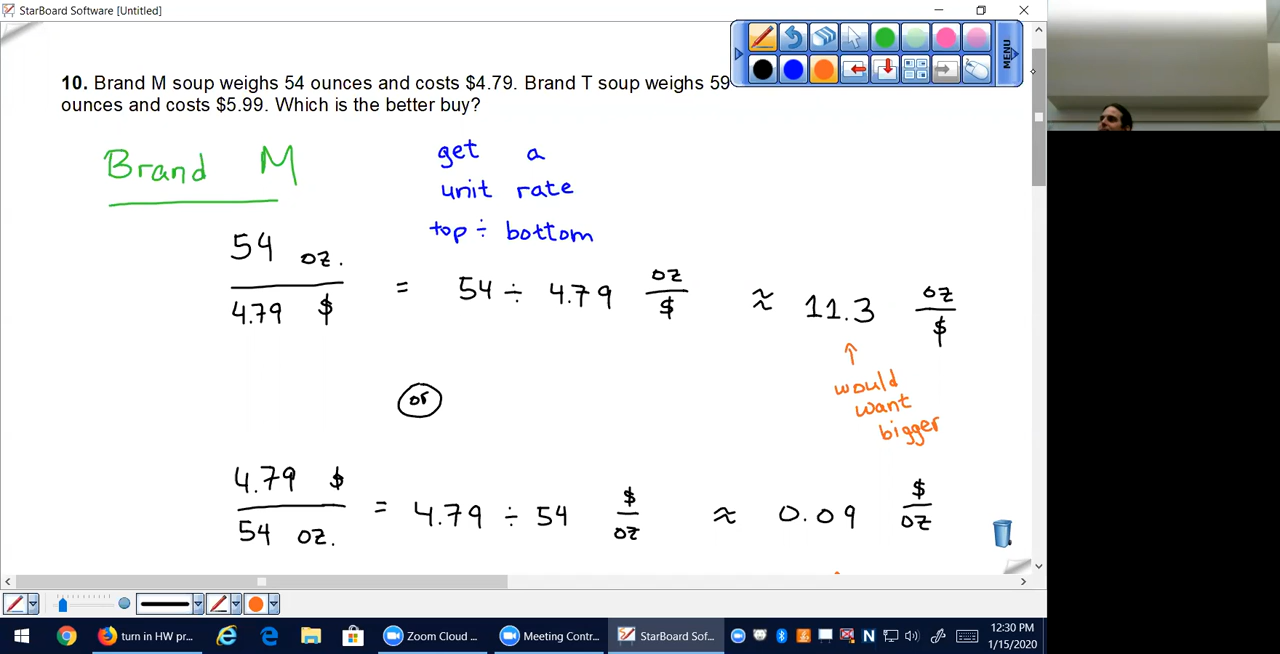 StarBoard Software [Untitled]
MENU
10. Brand M soup weighs 54 ounces and costs $4.79. Brand T soup weighs 59
ounces and costs $5.99. Which is the better buy?
Brand M
get a
unit rate
top ÷ bottom
54 oz.
4.79 $
= 54 ÷ 4.79 oz/$ ≈ 11.3 oz/$
↑
would
want
bigger
or
4.79 $
54 oz.
= 4.79 ÷ 54 $/oz ≈ 0.09 $/oz
turn in HW pr...
Zoom Cloud ...
Meeting Contr...
StarBoard Sof...
12:30 PM
1/15/2020